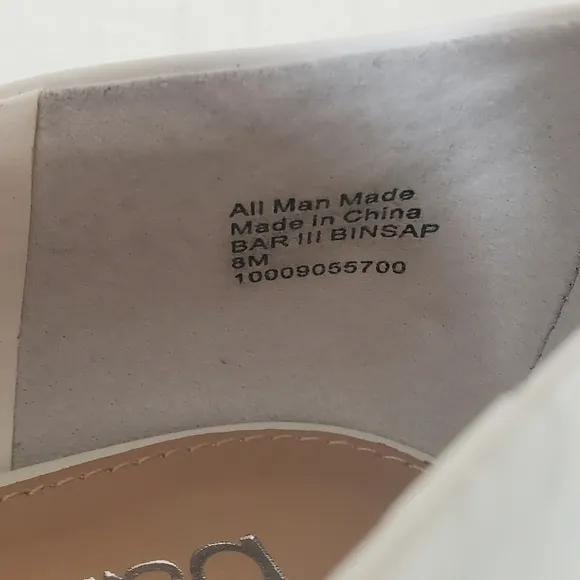 All Man Made
Made in China
BAR III BINSAP
8M
10009055700